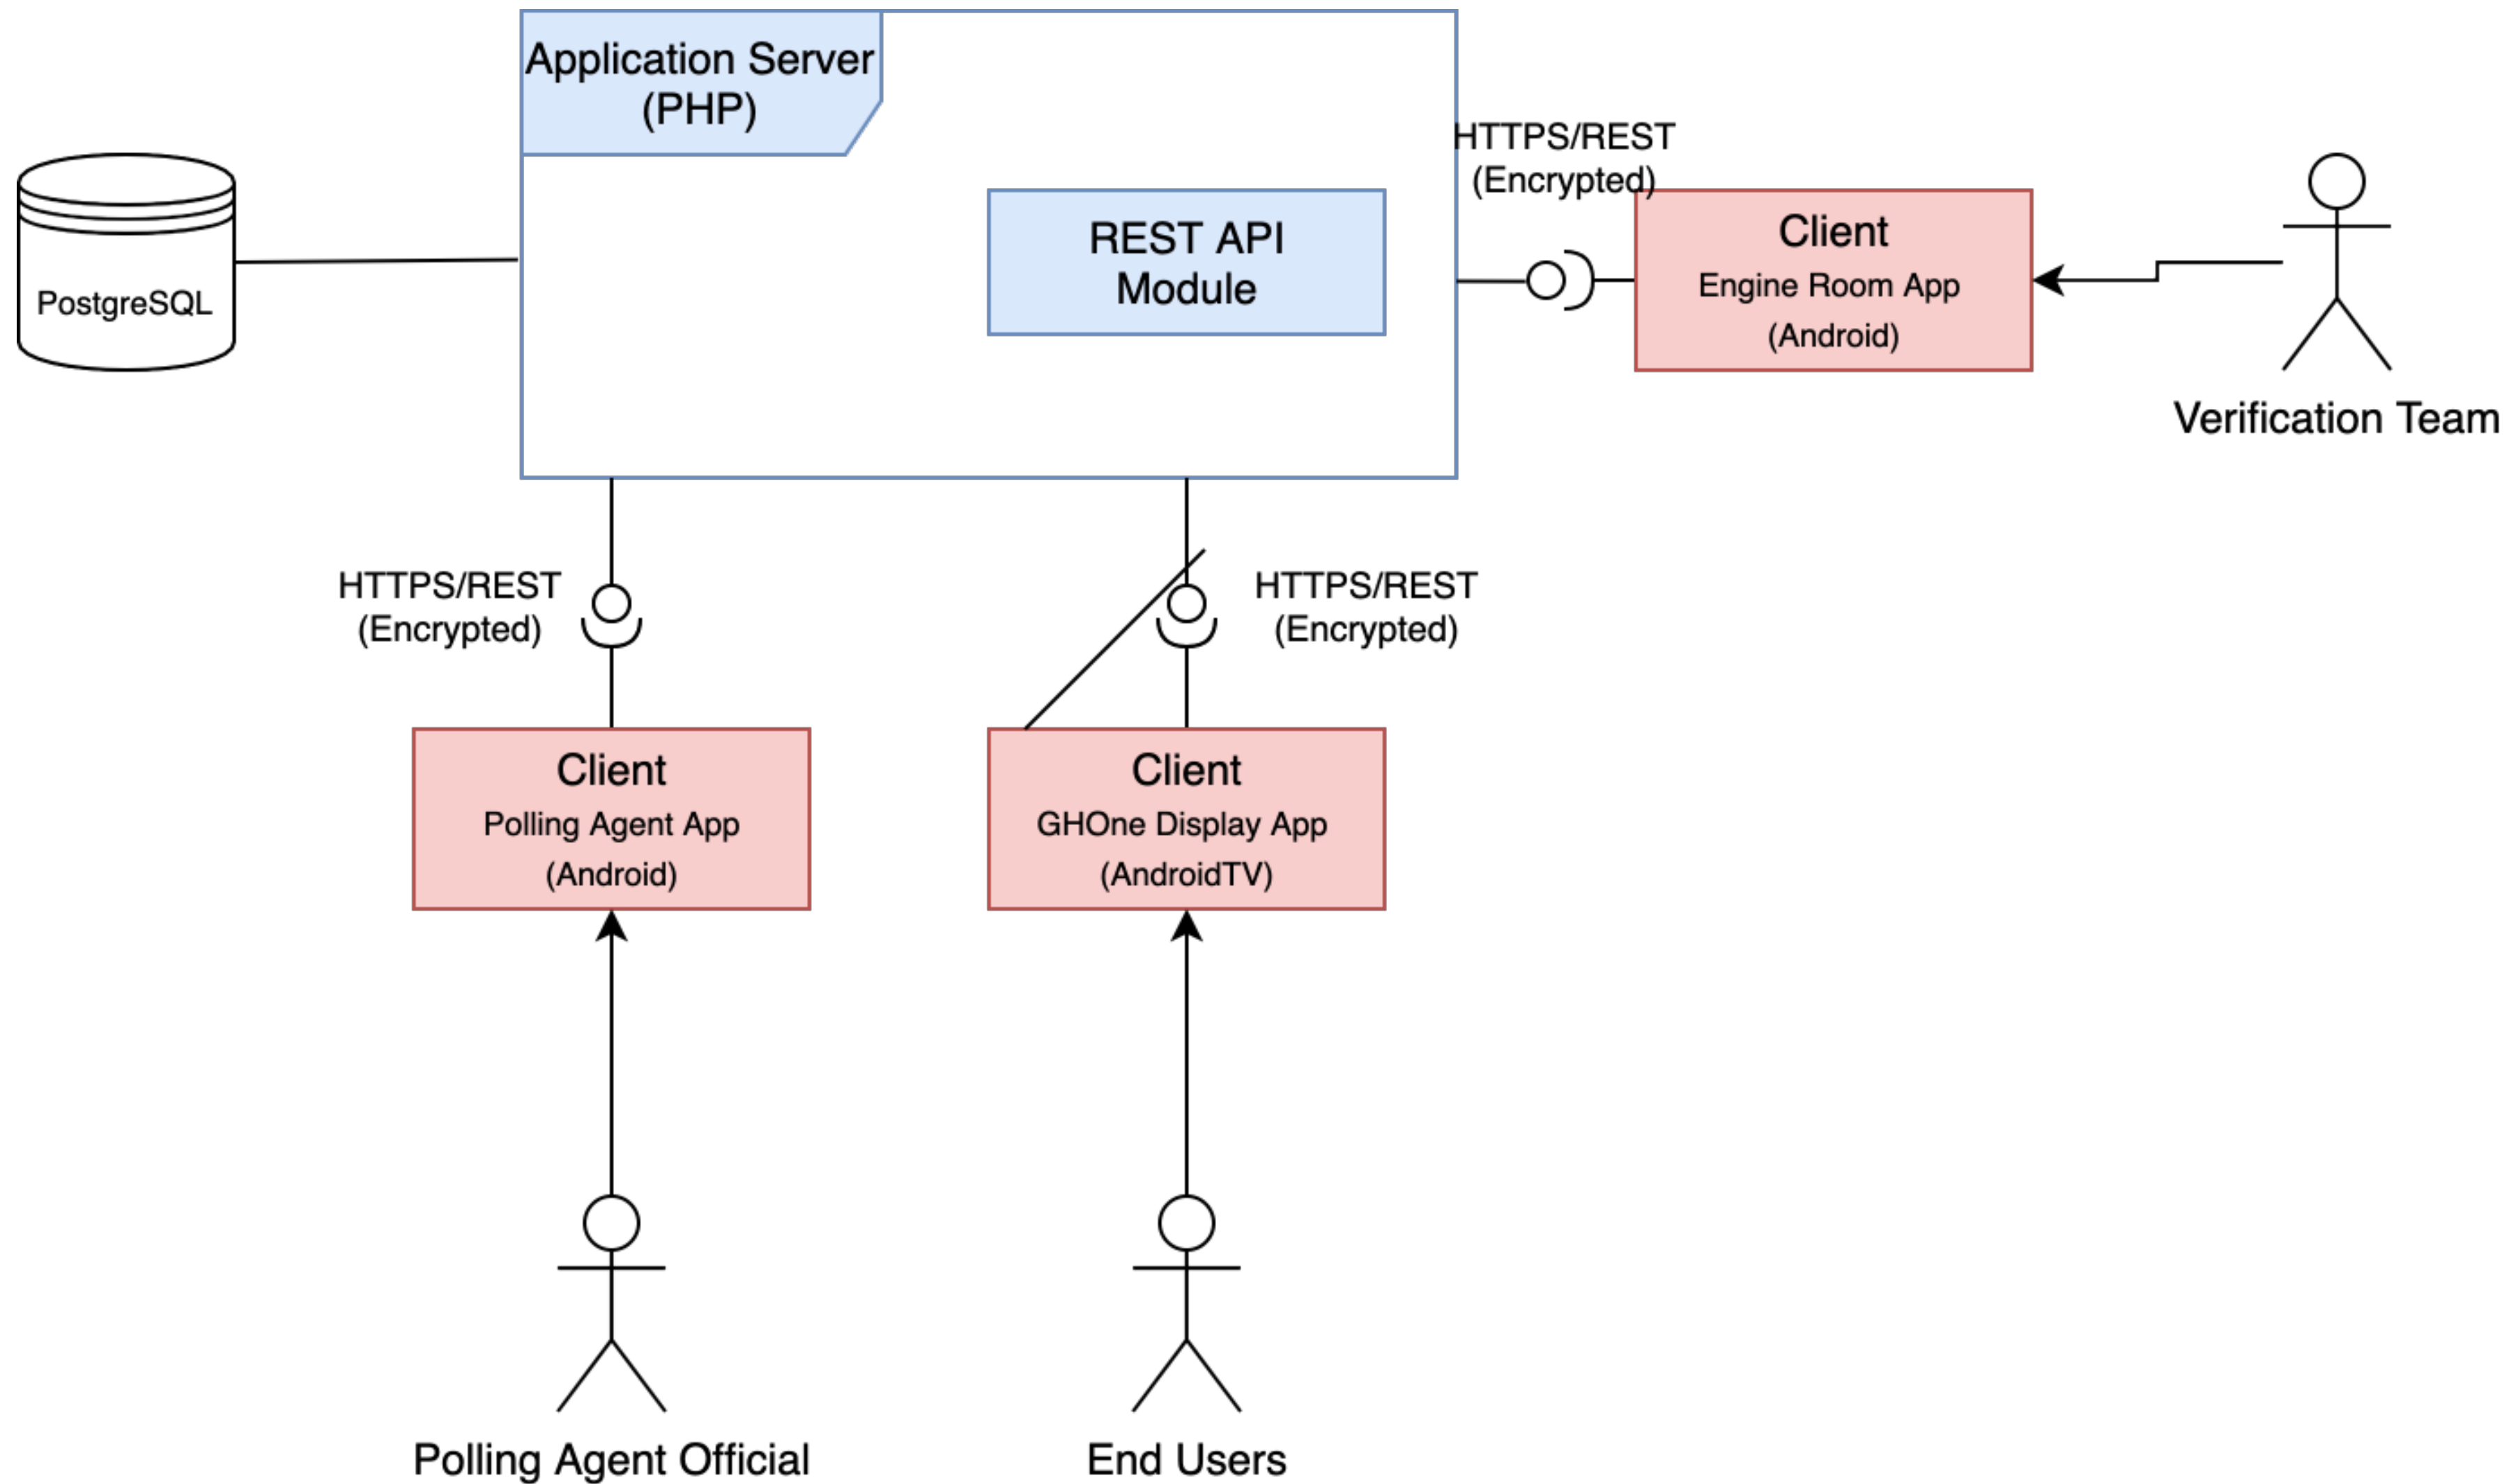 Application Server
(PHP)
HTTPS/REST
(Encrypted)
REST API
Module
Client
Engine Room App
(Android)
PostgreSQL
Verification Team
HTTPS/REST
(Encrypted)
HTTPS/REST
(Encrypted)
Client
Polling Agent App
(Android)
Client
GHOne Display App
(AndroidTV)
Polling Agent Official
End Users